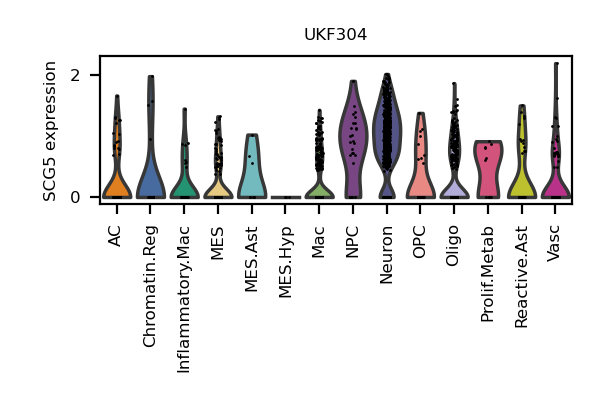 UKF304
SCG5 expression
2
0
AC
Chromatin.Reg
Inflammatory.Mac
MES
MES.Ast
MES.Hyp
Mac
NPC
Neuron
OPC
Oligo
Prolif.Metab
Reactive.Ast
Vasc